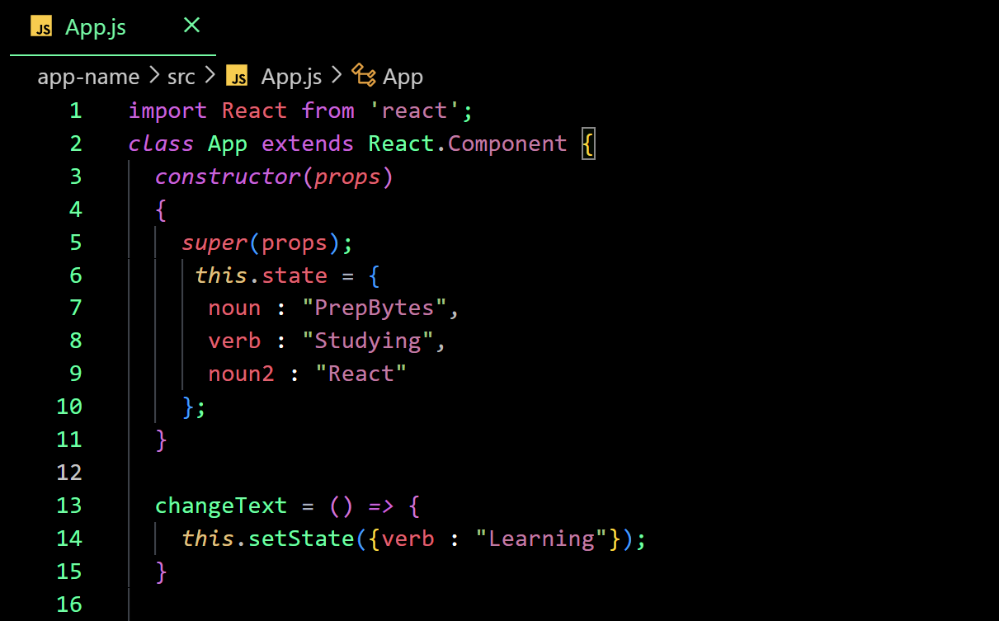 JS App.js ×
app-name > src > JS App.js > App
1 import React from 'react';
2 class App extends React.Component {
3   constructor(props)
4   {
5     super(props);
6      this.state = {
7       noun : "PrepBytes",
8       verb : "Studying",
9       noun2 : "React"
10     };
11   }
12
13   changeText = () => {
14     this.setState({verb : "Learning"});
15   }
16